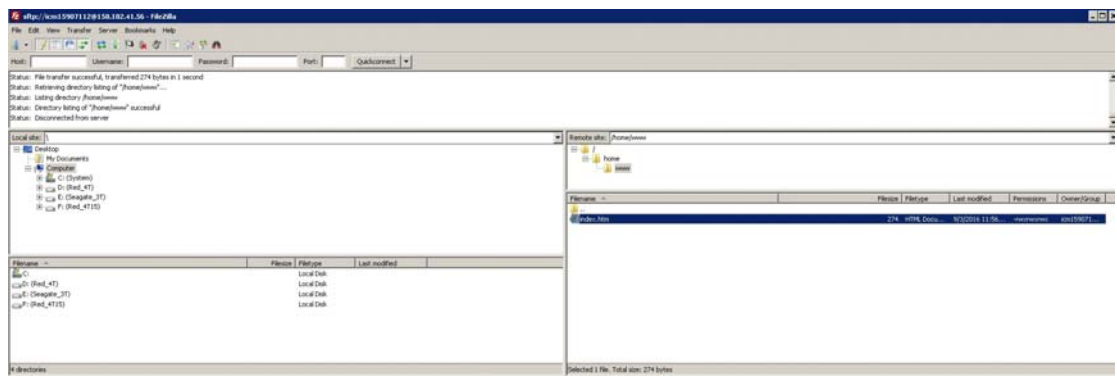 sftp://icm15907112@158.182.41.56 - FileZilla
File Edit View Transfer Server Bookmarks Help
Host: Username: Password: Port: Quickconnect
Status: File transfer successful, transferred 274 bytes in 1 second
Status: Retrieving directory listing of "/home/www"...
Status: Listing directory /home/www
Status: Directory listing of "/home/www" successful
Status: Disconnected from server
Local site: \
Desktop
My Documents
Computer
C: (System)
D: (Red_4T)
E: (Seagate_3T)
F: (Red_4T15)
Remote site: /home/www
/
home
www
Filename Filesize Filetype Last modified
C: Local Disk
D: (Red_4T) Local Disk
E: (Seagate_3T) Local Disk
F: (Red_4T15) Local Disk
4 directories
Filename Filesize Filetype Last modified Permissions Owner/Group
..
index.htm 274 HTML Docu... 9/3/2016 11:56... icm159071...
Selected 1 file. Total size: 274 bytes